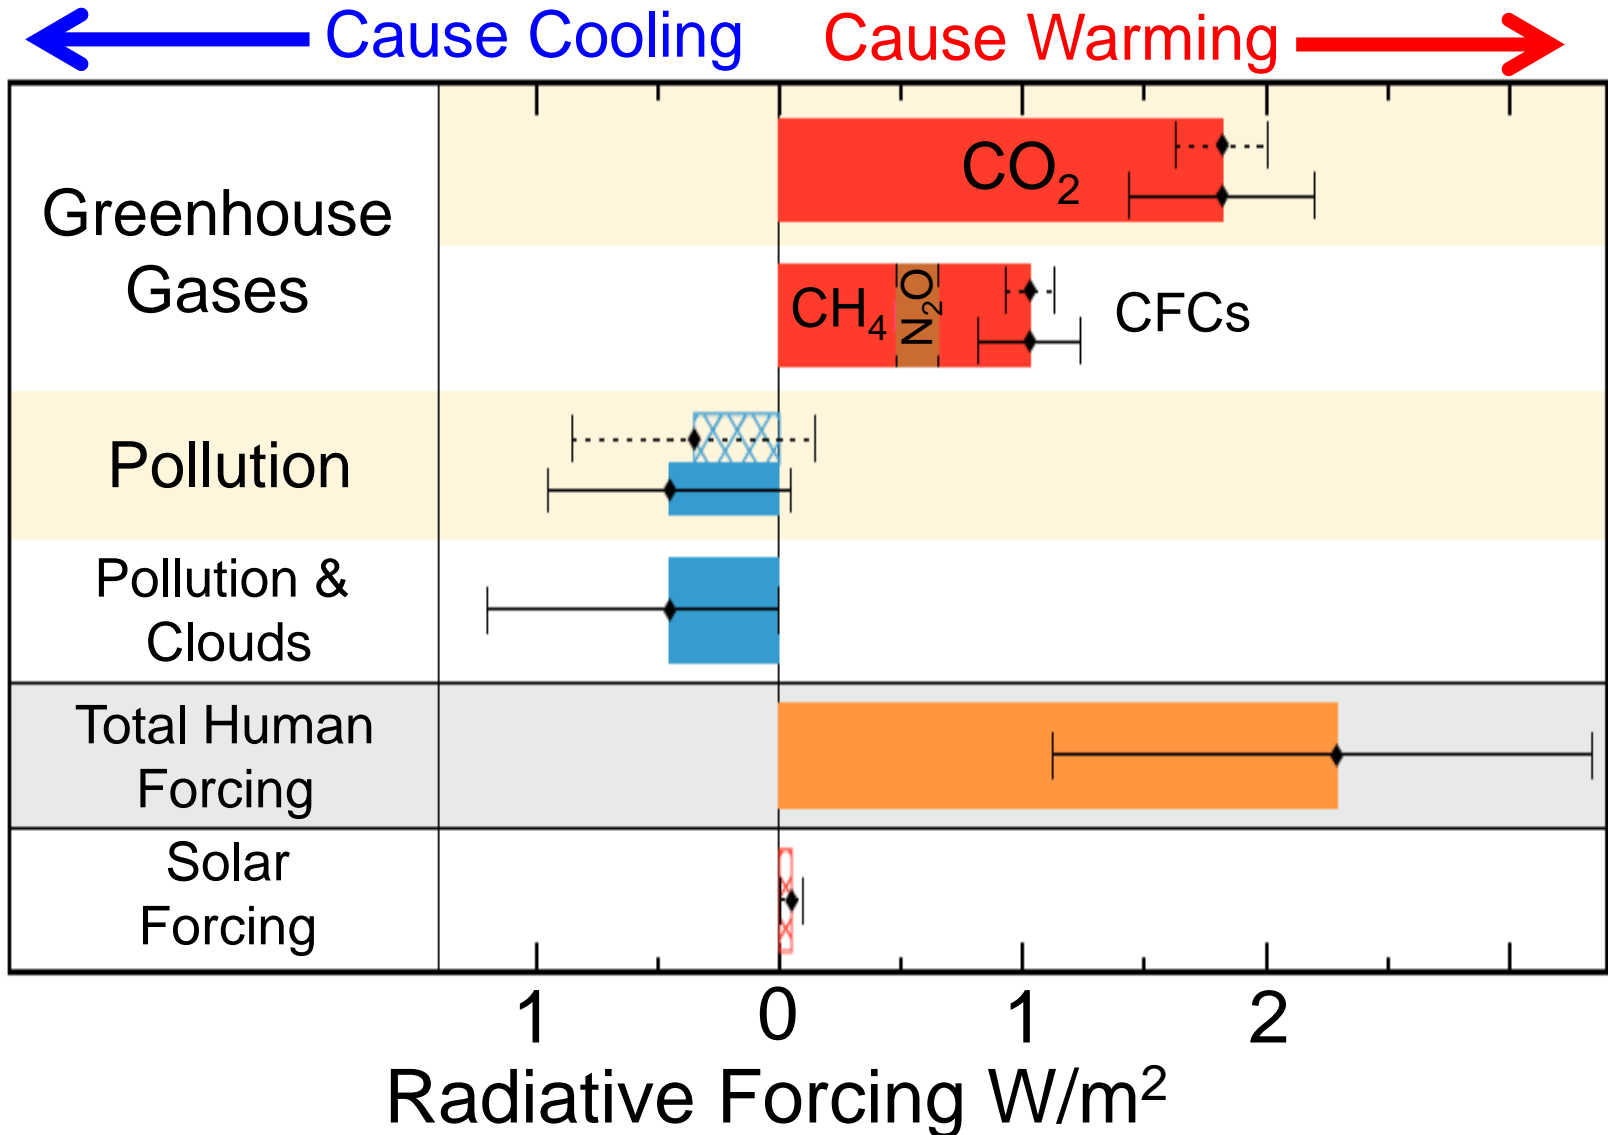 Cause Cooling
Cause Warming
Greenhouse
Gases
CO₂
CH₄
N₂O
CFCs
Pollution
Pollution &
Clouds
Total Human
Forcing
Solar
Forcing
1 0 1 2
Radiative Forcing W/m²